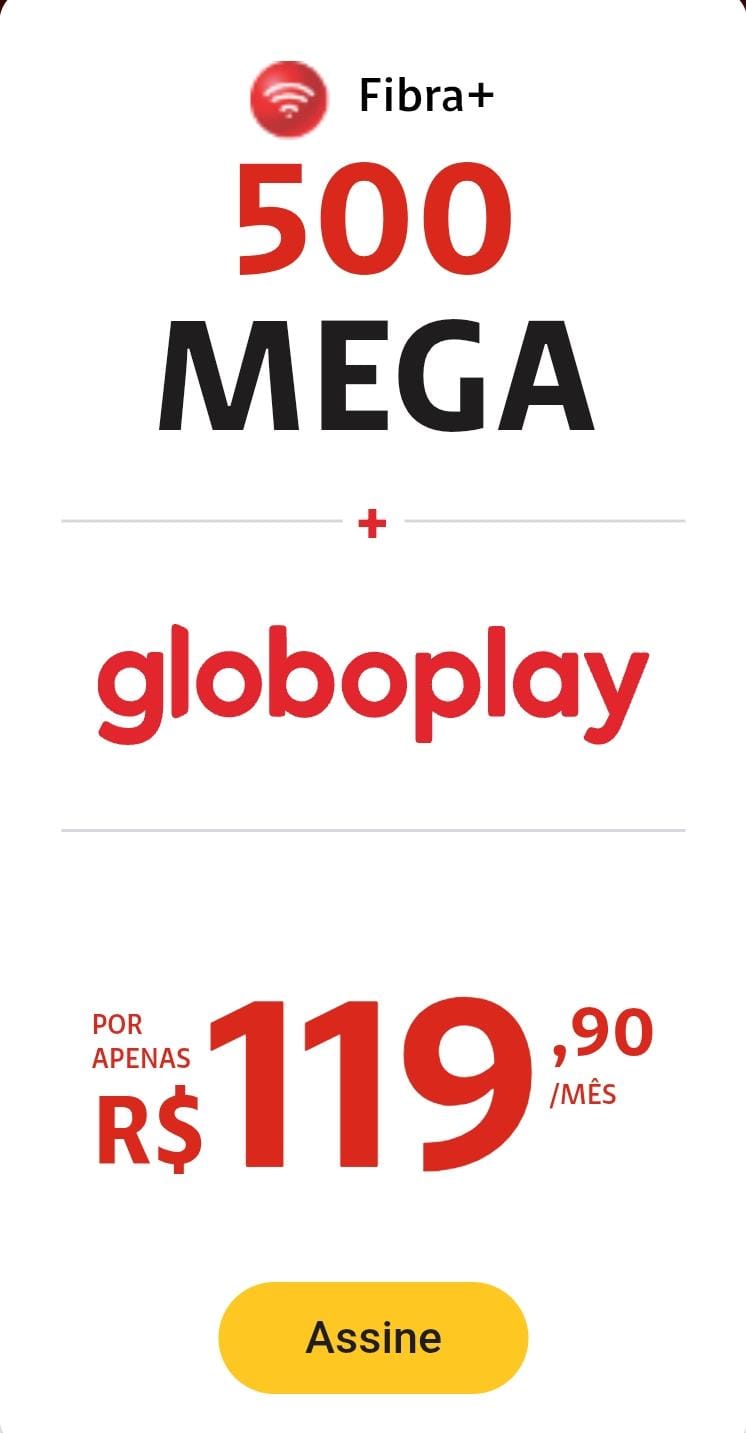 Fibra+
500
MEGA
+
globoplay
POR
APENAS
R$119,90
/MÊS
Assine